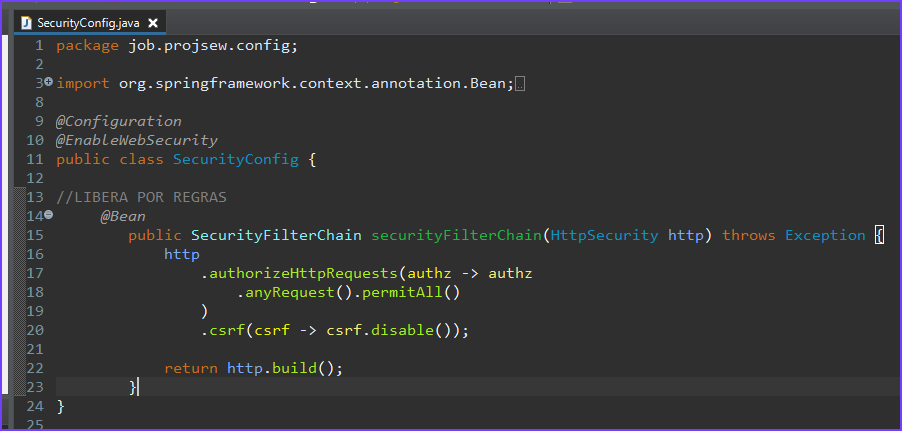 SecurityConfig.java
1 package job.projsew.config;
2
3 import org.springframework.context.annotation.Bean;
8
9 @Configuration
10 @EnableWebSecurity
11 public class SecurityConfig {
12
13 //LIBERA POR REGRAS
14 @Bean
15 public SecurityFilterChain securityFilterChain(HttpSecurity http) throws Exception {
16 http
17 .authorizeHttpRequests(authz -> authz
18 .anyRequest().permitAll()
19 )
20 .csrf(csrf -> csrf.disable());
21
22 return http.build();
23 }
24 }
25